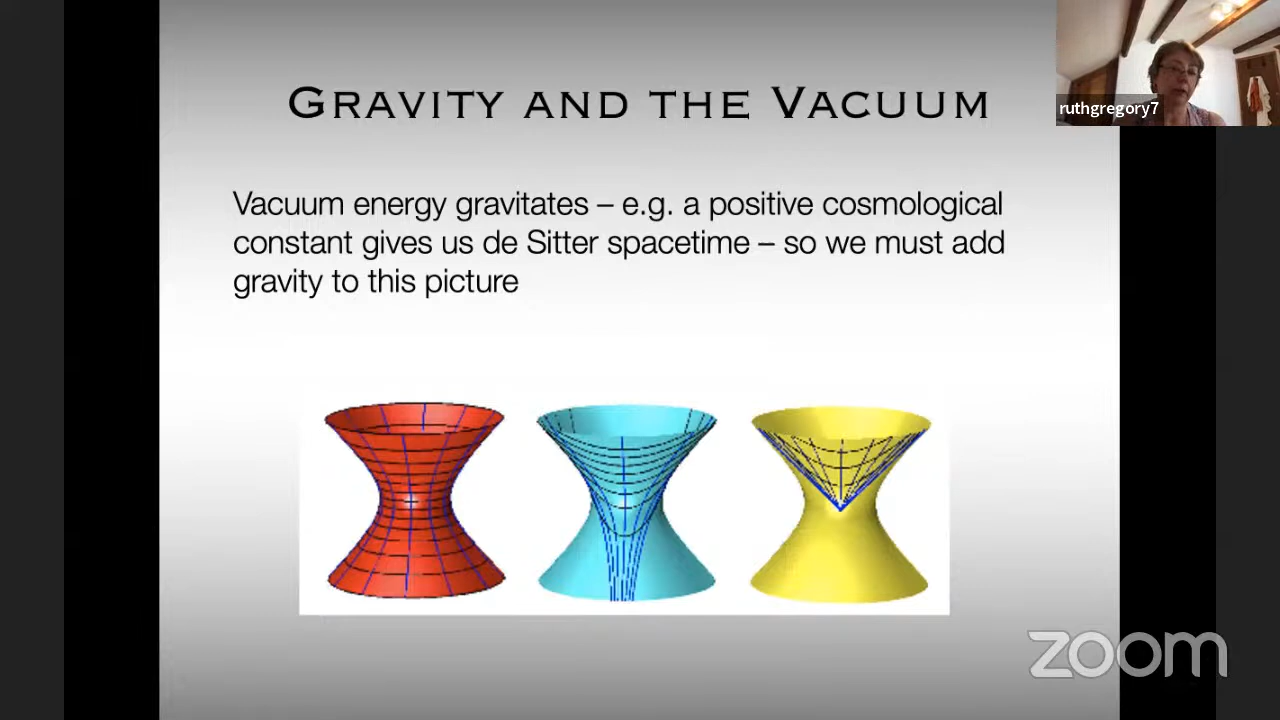 GRAVITY AND THE VACUUM
ruthgregory7
Vacuum energy gravitates – e.g. a positive cosmological
constant gives us de Sitter spacetime – so we must add
gravity to this picture
zoom